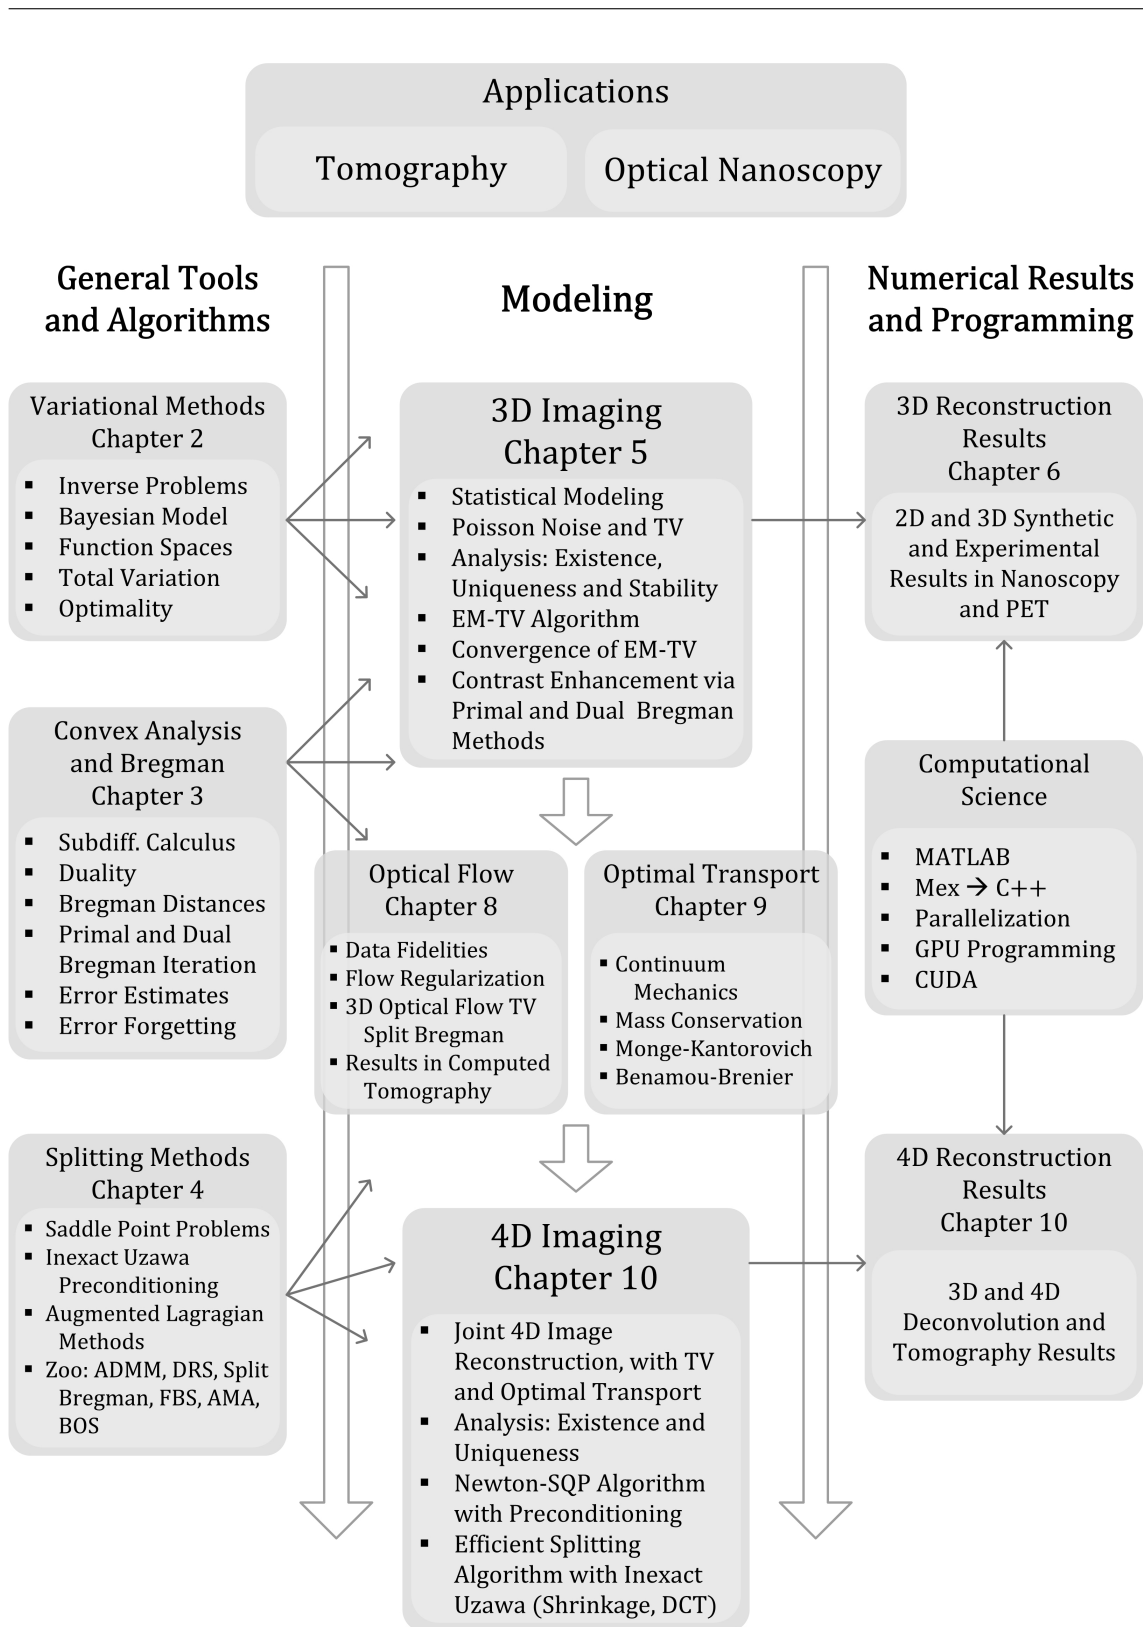 Applications
Tomography
Optical Nanoscopy
General Tools
and Algorithms
Modeling
Numerical Results
and Programming
Variational Methods
Chapter 2
▪ Inverse Problems
▪ Bayesian Model
▪ Function Spaces
▪ Total Variation
▪ Optimality
Convex Analysis
and Bregman
Chapter 3
▪ Subdiff. Calculus
▪ Duality
▪ Bregman Distances
▪ Primal and Dual
Bregman Iteration
▪ Error Estimates
▪ Error Forgetting
Splitting Methods
Chapter 4
▪ Saddle Point Problems
▪ Inexact Uzawa
Preconditioning
▪ Augmented Lagragian
Methods
▪ Zoo: ADMM, DRS, Split
Bregman, FBS, AMA,
BOS
3D Imaging
Chapter 5
▪ Statistical Modeling
▪ Poisson Noise and TV
▪ Analysis: Existence,
Uniqueness and Stability
▪ EM-TV Algorithm
▪ Convergence of EM-TV
▪ Contrast Enhancement via
Primal and Dual Bregman
Methods
Optical Flow
Chapter 8
▪ Data Fidelities
▪ Flow Regularization
▪ 3D Optical Flow TV
Split Bregman
▪ Results in Computed
Tomography
Optimal Transport
Chapter 9
▪ Continuum
Mechanics
▪ Mass Conservation
▪ Monge-Kantorovich
▪ Benamou-Brenier
4D Imaging
Chapter 10
▪ Joint 4D Image
Reconstruction, with TV
and Optimal Transport
▪ Analysis: Existence and
Uniqueness
▪ Newton-SQP Algorithm
with Preconditioning
▪ Efficient Splitting
Algorithm with Inexact
Uzawa (Shrinkage, DCT)
3D Reconstruction
Results
Chapter 6
2D and 3D Synthetic
and Experimental
Results in Nanoscopy
and PET
Computational
Science
▪ MATLAB
▪ Mex → C++
▪ Parallelization
▪ GPU Programming
▪ CUDA
4D Reconstruction
Results
Chapter 10
3D and 4D
Deconvolution and
Tomography Results